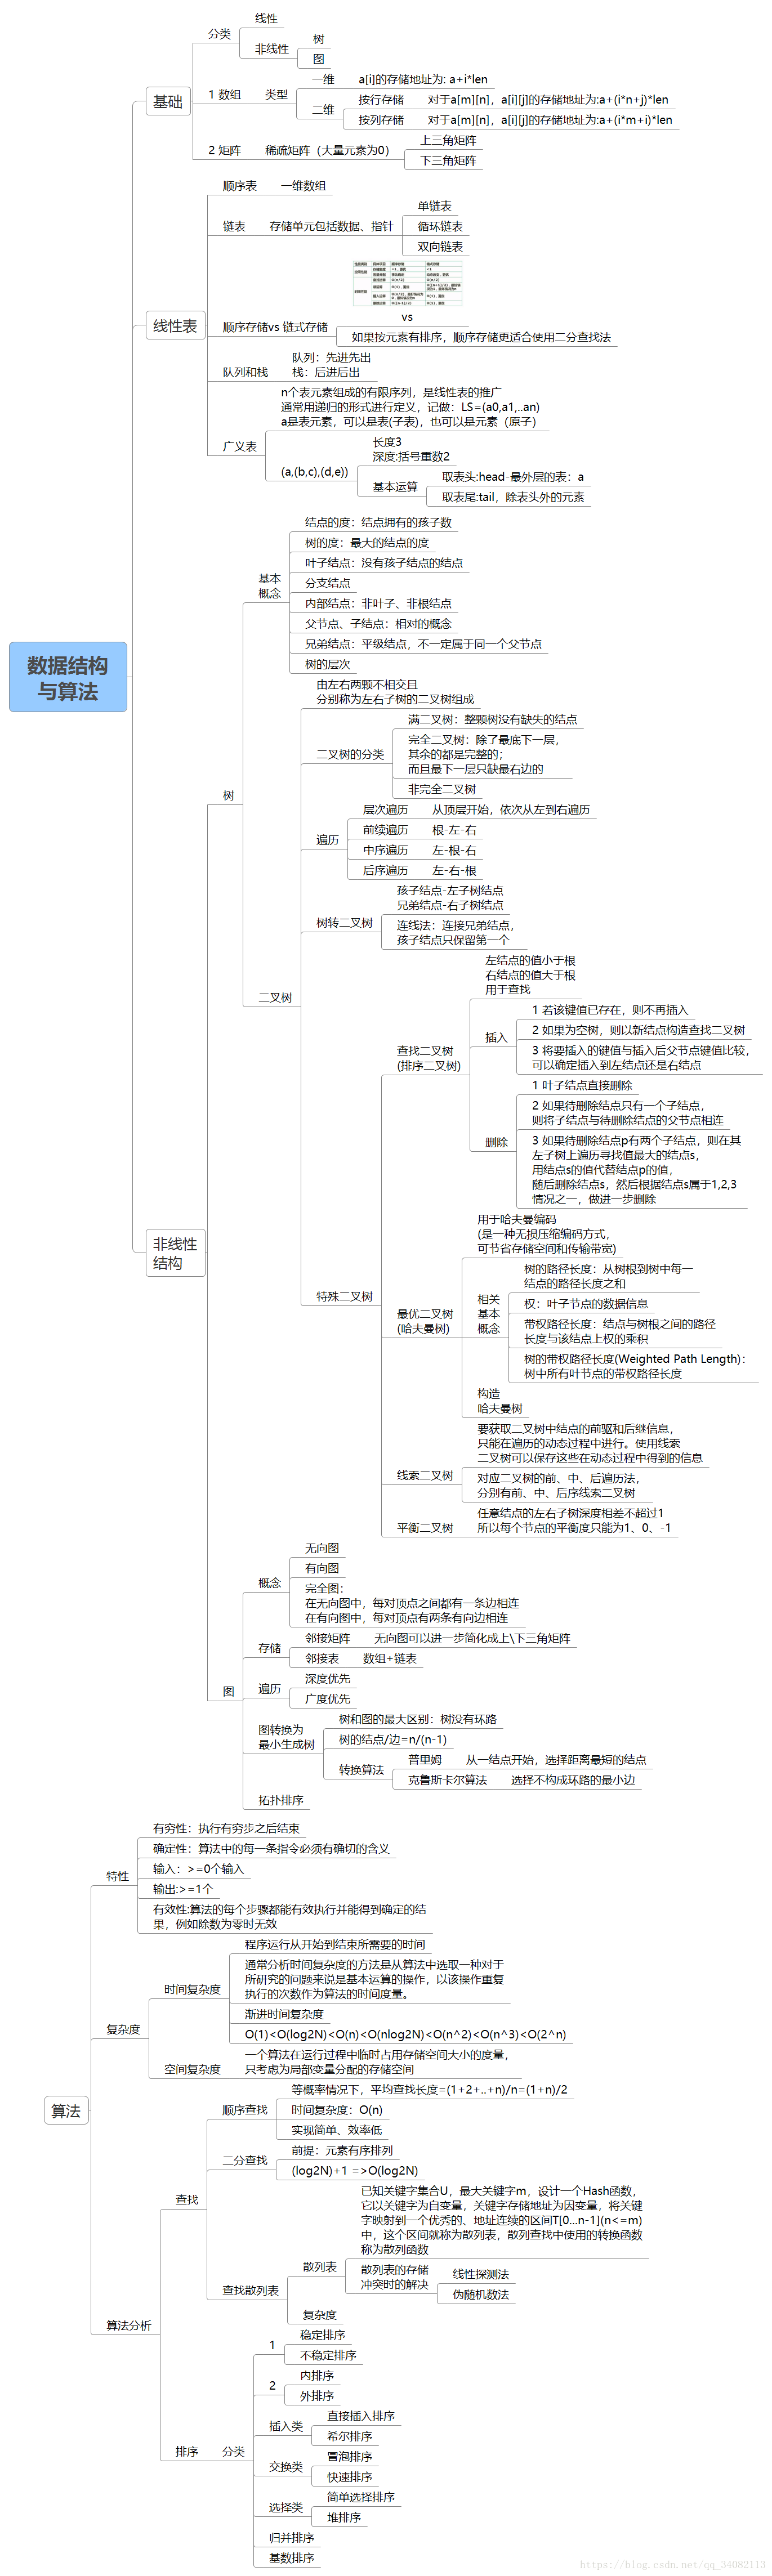 数据结构
与算法
基础
分类
线性
非线性
树
图
1 数组
类型
一维
a[i]的存储地址为: a+i*len
二维
按行存储
对于a[m][n]，a[i][j]的存储地址为:a+(i*n+j)*len
按列存储
对于a[m][n]，a[i][j]的存储地址为:a+(i*m+i)*len
2 矩阵
稀疏矩阵（大量元素为0）
上三角矩阵
下三角矩阵
线性表
顺序表
一维数组
链表
存储单元包括数据、指针
单链表
循环链表
双向链表
顺序存储vs 链式存储
vs
如果按元素有排序，顺序存储更适合使用二分查找法
队列和栈
队列：先进先出
栈：后进后出
广义表
n个表元素组成的有限序列，是线性表的推广
通常用递归的形式进行定义，记做：LS=(a0,a1,..an)
a是表元素，可以是表(子表)，也可以是元素（原子）
(a,(b,c),(d,e))
长度3
深度:括号重数2
基本运算
取表头:head-最外层的表：a
取表尾:tail，除表头外的元素
非线性
结构
树
基本
概念
结点的度：结点拥有的孩子数
树的度：最大的结点的度
叶子结点：没有孩子结点的结点
分支结点
内部结点：非叶子、非根结点
父节点、子结点：相对的概念
兄弟结点：平级结点，不一定属于同一个父节点
树的层次
二叉树
由左右两颗不相交且
分别称为左右子树的二叉树组成
二叉树的分类
满二叉树：整颗树没有缺失的结点
完全二叉树：除了最底下一层，
其余的都是完整的；
而且最下一层只缺最右边的
非完全二叉树
遍历
层次遍历
从顶层开始，依次从左到右遍历
前续遍历
根-左-右
中序遍历
左-根-右
后序遍历
左-右-根
树转二叉树
孩子结点-左子树结点
兄弟结点-右子树结点
连线法：连接兄弟结点，
孩子结点只保留第一个
特殊二叉树
查找二叉树
(排序二叉树)
左结点的值小于根
右结点的值大于根
用于查找
插入
1 若该键值已存在，则不再插入
2 如果为空树，则以新结点构造查找二叉树
3 将要插入的键值与插入后父节点键值比较，
可以确定插入到左结点还是右结点
删除
1 叶子结点直接删除
2 如果待删除结点只有一个子结点，
则将子结点与待删除结点的父节点相连
3 如果待删除结点p有两个子结点，则在其
左子树上遍历寻找值最大的结点s，
用结点s的值代替结点p的值，
随后删除结点s，然后根据结点s属于1,2,3
情况之一，做进一步删除
最优二叉树
(哈夫曼树)
用于哈夫曼编码
(是一种无损压缩编码方式，
可节省存储空间和传输带宽)
相关
基本
概念
树的路径长度：从树根到树中每一
结点的路径长度之和
权：叶子节点的数据信息
带权路径长度：结点与树根之间的路径
长度与该结点上权的乘积
树的带权路径长度(Weighted Path Length)：
树中所有叶节点的带权路径长度
构造
哈夫曼树
线索二叉树
要获取二叉树中结点的前驱和后继信息，
只能在遍历的动态过程中进行。使用线索
二叉树可以保存这些在动态过程中得到的信息
对应二叉树的前、中、后遍历法，
分别有前、中、后序线索二叉树
平衡二叉树
任意结点的左右子树深度相差不超过1
所以每个节点的平衡度只能为1、0、-1
图
概念
无向图
有向图
完全图：
在无向图中，每对顶点之间都有一条边相连
在有向图中，每对顶点有两条有向边相连
存储
邻接矩阵
无向图可以进一步简化成上\下三角矩阵
邻接表
数组+链表
遍历
深度优先
广度优先
图转换为
最小生成树
树和图的最大区别：树没有环路
树的结点/边=n/(n-1)
转换算法
普里姆
从一结点开始，选择距离最短的结点
克鲁斯卡尔算法
选择不构成环路的最小边
拓扑排序
算法
特性
有穷性：执行有穷步之后结束
确定性：算法中的每一条指令必须有确切的含义
输入：>=0个输入
输出:>=1个
有效性:算法的每个步骤都能有效执行并能得到确定的结
果，例如除数为零时无效
复杂度
时间复杂度
程序运行从开始到结束所需要的时间
通常分析时间复杂度的方法是从算法中选取一种对于
所研究的问题来说是基本运算的操作，以该操作重复
执行的次数作为算法的时间度量。
渐进时间复杂度
O(1)<O(log2N)<O(n)<O(nlog2N)<O(n^2)<O(n^3)<O(2^n)
空间复杂度
一个算法在运行过程中临时占用存储空间大小的度量，
只考虑为局部变量分配的存储空间
算法分析
查找
顺序查找
等概率情况下，平均查找长度=(1+2+..+n)/n=(1+n)/2
时间复杂度：O(n)
实现简单、效率低
二分查找
前提：元素有序排列
(log2N)+1 =>O(log2N)
查找散列表
散列表
已知关键字集合U，最大关键字m，设计一个Hash函数，
它以关键字为自变量，关键字存储地址为因变量，将关键
字映射到一个优秀的、地址连续的区间T[0...n-1](n<=m)
中，这个区间就称为散列表，散列查找中使用的转换函数
称为散列函数
散列表的存储
冲突时的解决
线性探测法
伪随机数法
复杂度
排序
分类
1
稳定排序
不稳定排序
2
内排序
外排序
插入类
直接插入排序
希尔排序
交换类
冒泡排序
快速排序
选择类
简单选择排序
堆排序
归并排序
基数排序
https://blog.csdn.net/qq_34082113